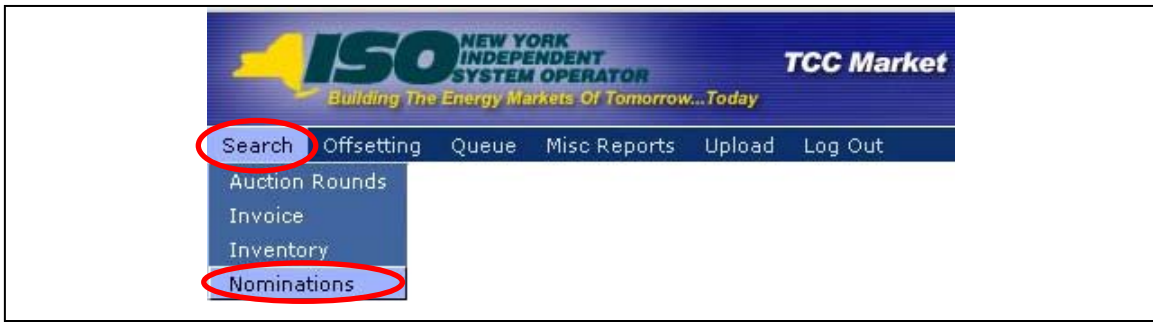 ISO NEW YORK
INDEPENDENT
SYSTEM OPERATOR
Building The Energy Markets Of Tomorrow...Today
TCC Market
Search Offsetting Queue Misc Reports Upload Log Out
Auction Rounds
Invoice
Inventory
Nominations